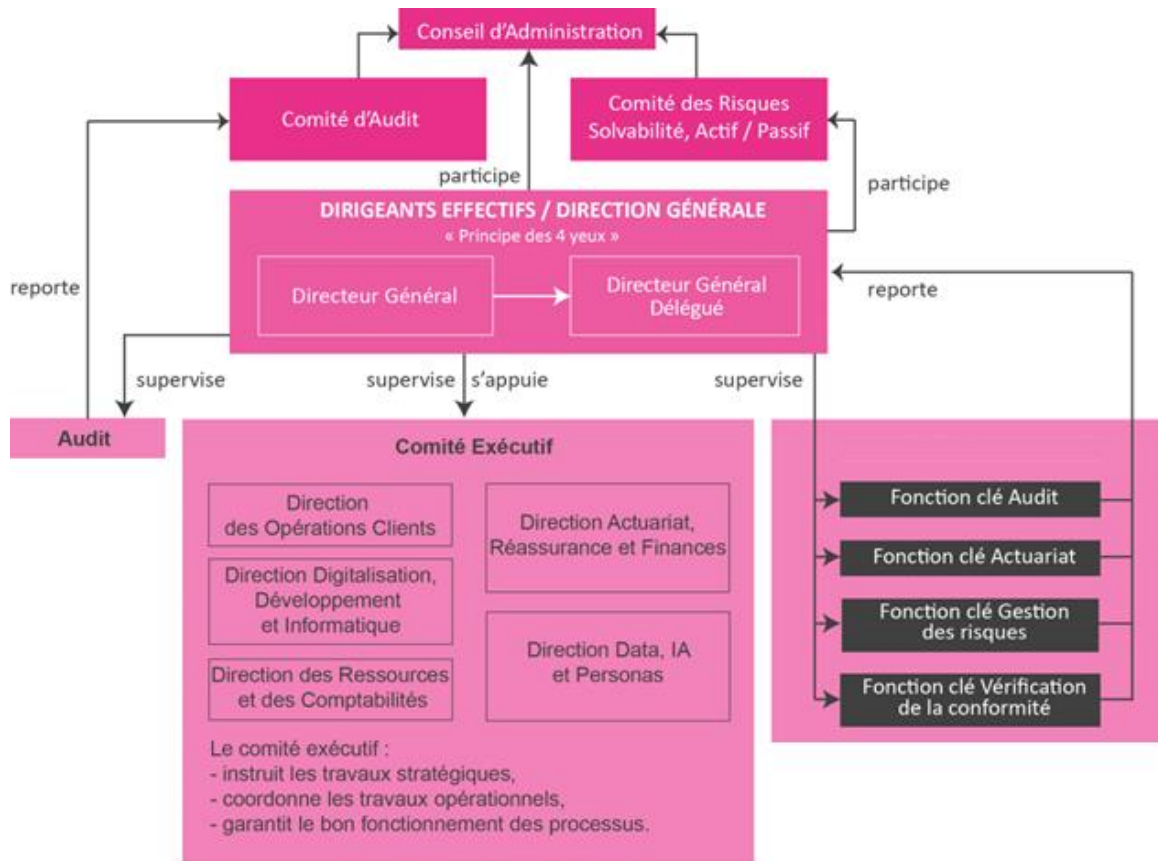 Conseil d'Administration
Comité d'Audit
Comité des Risques
Solvabilité, Actif / Passif
participe
participe
DIRIGEANTS EFFECTIFS / DIRECTION GÉNÉRALE
« Principe des 4 yeux »
Directeur Général
Directeur Général
Délégué
reporte
reporte
supervise
supervise
s'appuie
supervise
Audit
Comité Exécutif
Direction
des Opérations Clients
Direction Digitalisation,
Développement
et Informatique
Direction des Ressources
et des Comptabilités
Direction Actuariat,
Réassurance et Finances
Direction Data, IA
et Personas
Le comité exécutif :
- instruit les travaux stratégiques,
- coordonne les travaux opérationnels,
- garantit le bon fonctionnement des processus.
Fonction clé Audit
Fonction clé Actuariat
Fonction clé Gestion
des risques
Fonction clé Vérification
de la conformité